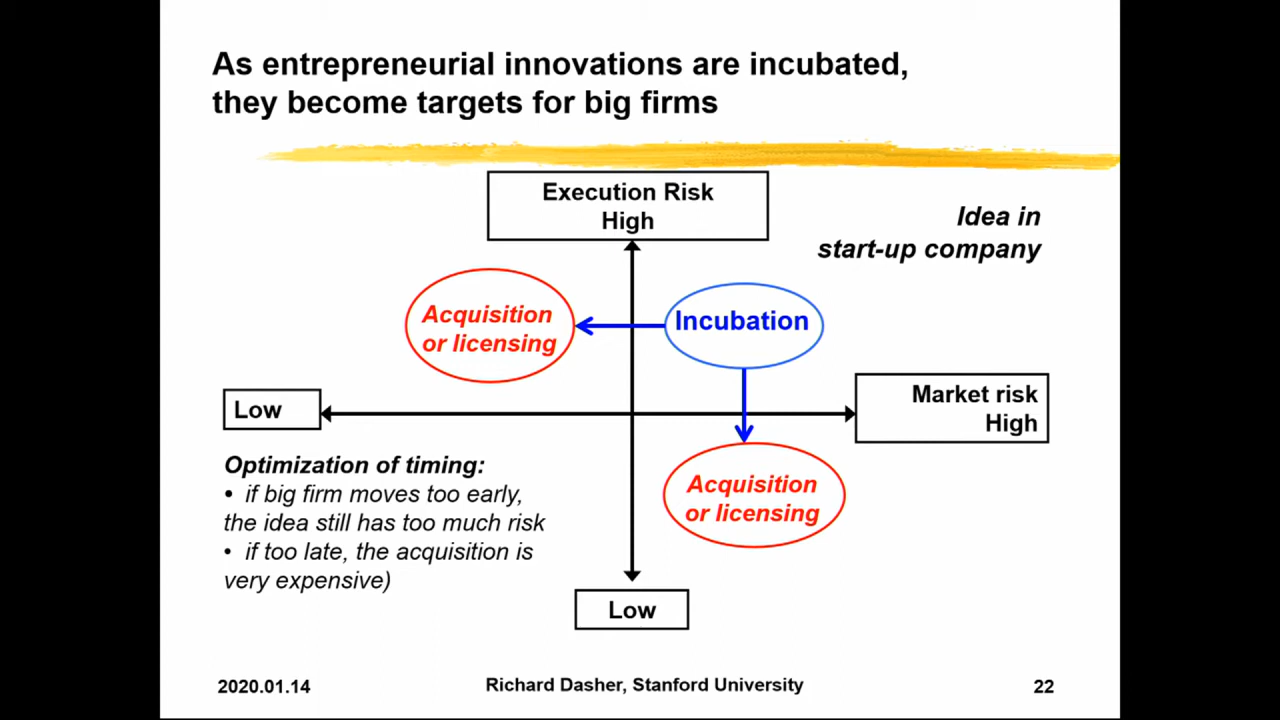 As entrepreneurial innovations are incubated,
they become targets for big firms
Execution Risk
High
Idea in
start-up company
Acquisition
or licensing
Incubation
Low
Market risk
High
Optimization of timing:
• if big firm moves too early,
the idea still has too much risk
• if too late, the acquisition is
very expensive)
Acquisition
or licensing
Low
2020.01.14
Richard Dasher, Stanford University
22